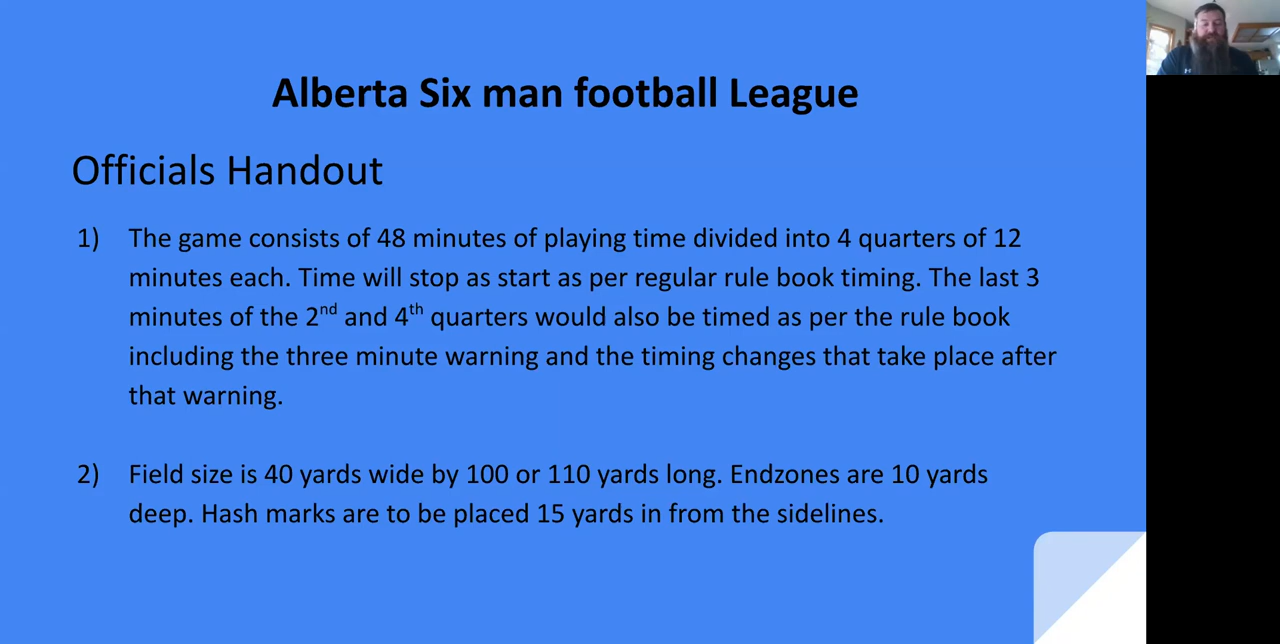 Alberta Six man football League
Officials Handout
1) The game consists of 48 minutes of playing time divided into 4 quarters of 12
minutes each. Time will stop as start as per regular rule book timing. The last 3
minutes of the 2nd and 4th quarters would also be timed as per the rule book
including the three minute warning and the timing changes that take place after
that warning.
2) Field size is 40 yards wide by 100 or 110 yards long. Endzones are 10 yards
deep. Hash marks are to be placed 15 yards in from the sidelines.